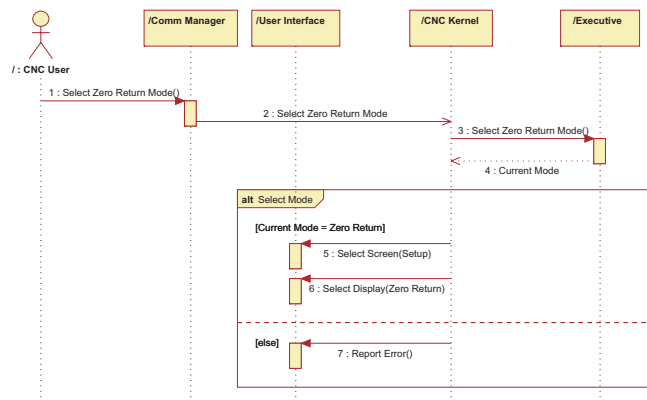 /Comm Manager
/User Interface
/CNC Kernel
/Executive
/ : CNC User
1 : Select Zero Return Mode()
2 : Select Zero Return Mode
3 : Select Zero Return Mode()
4 : Current Mode
alt Select Mode
[Current Mode = Zero Return]
5 : Select Screen(Setup)
6 : Select Display(Zero Return)
[else]
7 : Report Error()